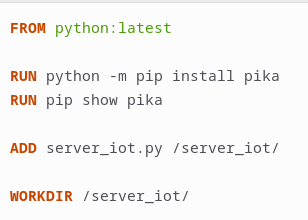 FROM python:latest
RUN python -m pip install pika
RUN pip show pika
ADD server_iot.py /server_iot/
WORKDIR /server_iot/